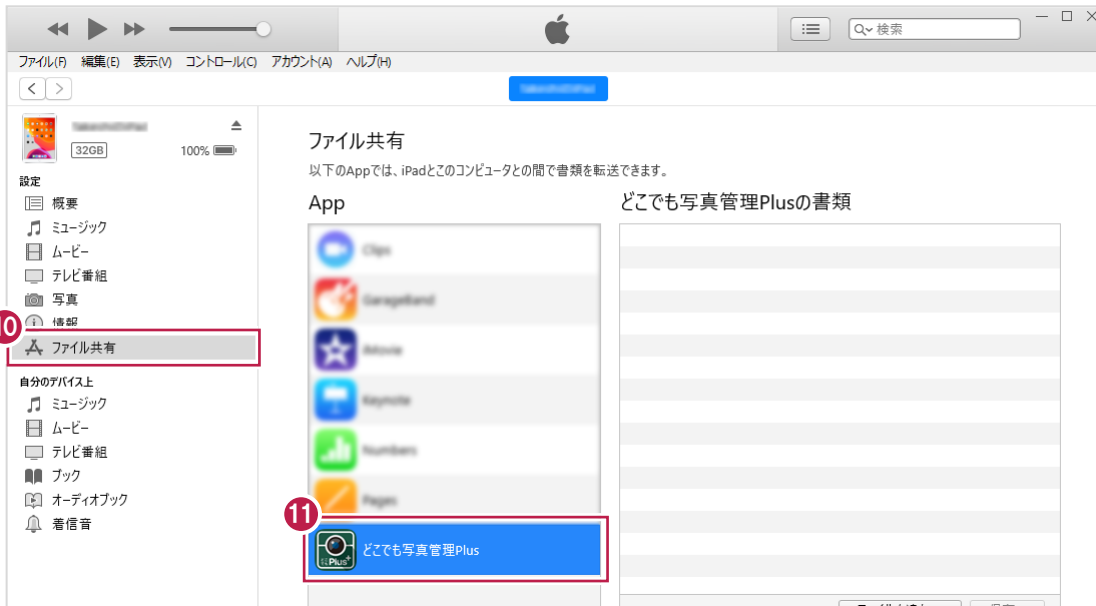 検索
ファイル(F) 編集(E) 表示(V) コントロール(C) アカウント(A) ヘルプ(H)
32GB 100%
設定
概要
ミュージック
ムービー
テレビ番組
写真
情報
10
ファイル共有
自分のデバイス上
ミュージック
ムービー
テレビ番組
ブック
オーディオブック
着信音
ファイル共有
以下のAppでは、iPadとこのコンピュータとの間で書類を転送できます。
App
Clips
GarageBand
iMovie
Keynote
Numbers
Pages
11
Plus+
どこでも写真管理Plus
どこでも写真管理Plusの書類